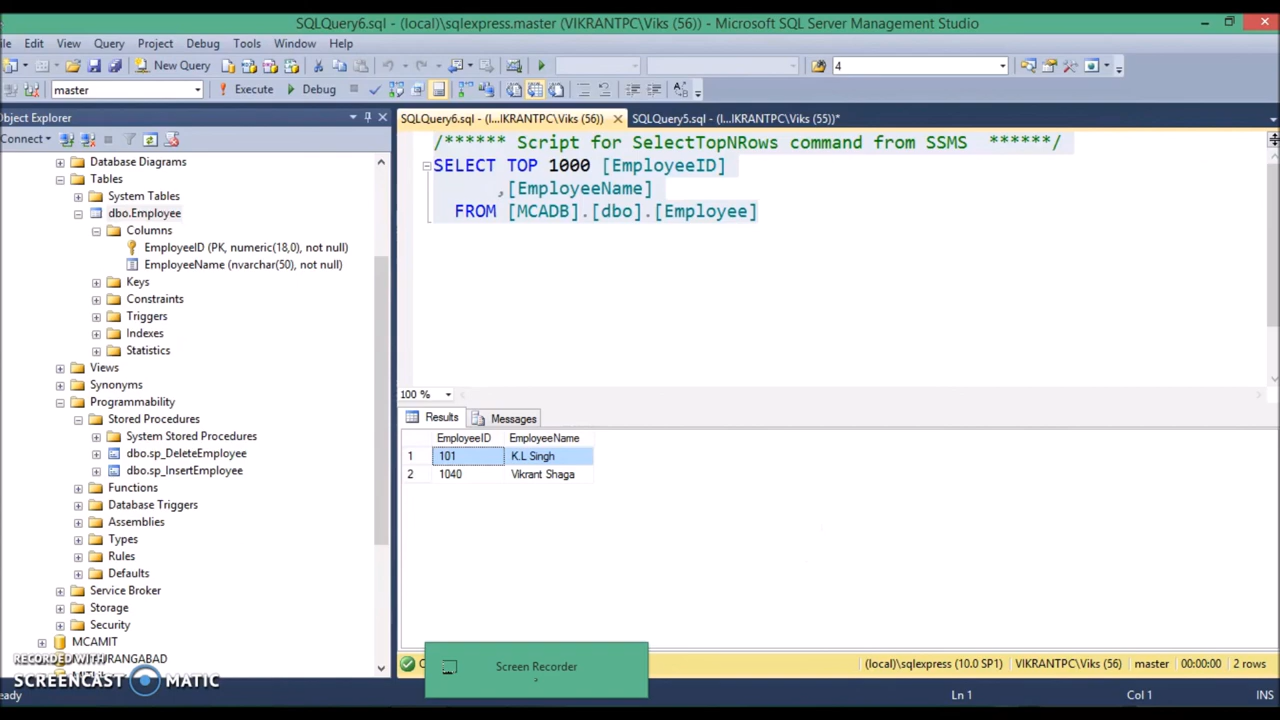 SQLQuery6.sql - (local)\sqlexpress.master (VIKRANTPC\Viks (56)) - Microsoft SQL Server Management Studio
ile Edit View Query Project Debug Tools Window Help
New Query 4
master Execute Debug
Object Explorer
SQLQuery6.sql - (l...IKRANTPC\Viks (56)) SQLQuery5.sql - (l...IKRANTPC\Viks (55))*
Connect
Database Diagrams
Tables
System Tables
dbo.Employee
Columns
EmployeeID (PK, numeric(18,0), not null)
EmployeeName (nvarchar(50), not null)
Keys
Constraints
Triggers
Indexes
Statistics
Views
Synonyms
Programmability
Stored Procedures
System Stored Procedures
dbo.sp_DeleteEmployee
dbo.sp_InsertEmployee
Functions
Database Triggers
Assemblies
Types
Rules
Defaults
Service Broker
Storage
Security
MCAMIT
URANGABAD
/****** Script for SelectTopNRows command from SSMS ******/
SELECT TOP 1000 [EmployeeID]
,[EmployeeName]
FROM [MCADB].[dbo].[Employee]
100 %
Results Messages
EmployeeID EmployeeName
1 101 K.L Singh
2 1040 Vikrant Shaga
RECORDED WITH
SCREENCAST MATIC
Screen Recorder
(local)\sqlexpress (10.0 SP1) VIKRANTPC\Viks (56) master 00:00:00 2 rows
eady Ln 1 Col 1 INS